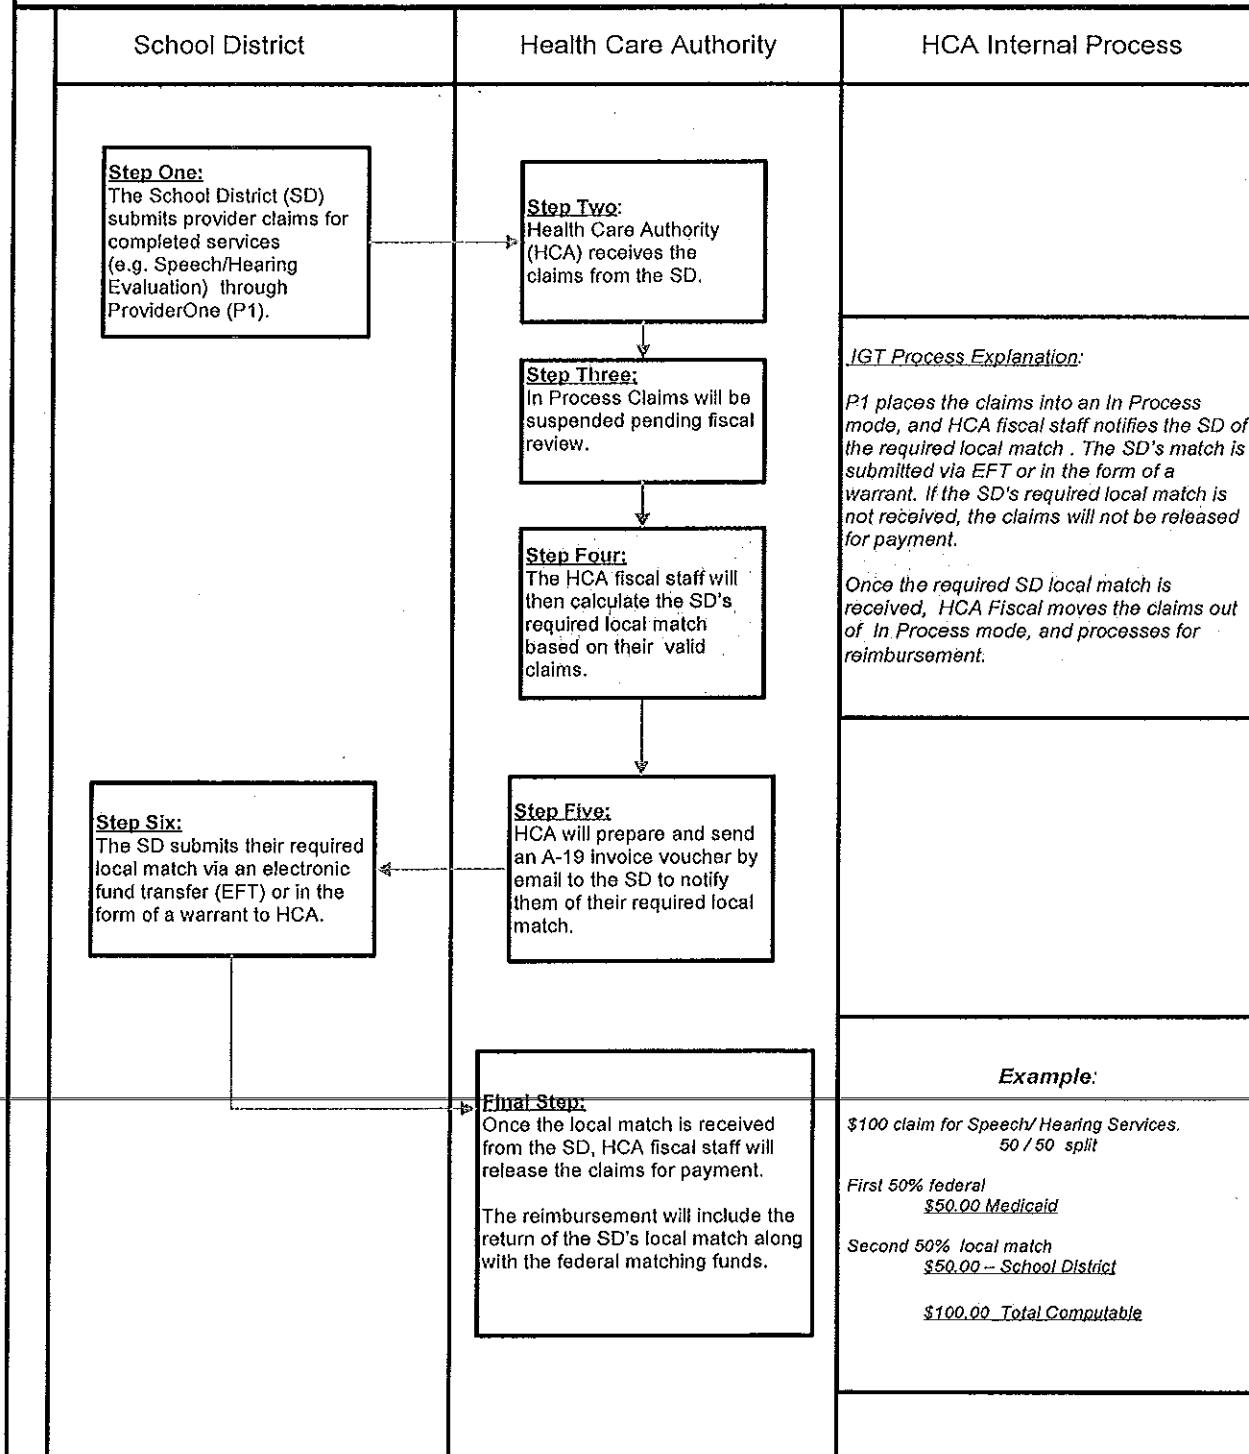 School District
Health Care Authority
HCA Internal Process
Step One:
The School District (SD)
submits provider claims for
completed services
(e.g. Speech/Hearing
Evaluation) through
ProviderOne (P1).
Step Two:
Health Care Authority
(HCA) receives the
claims from the SD.
Step Three:
In Process Claims will be
suspended pending fiscal
review.
Step Four:
The HCA fiscal staff will
then calculate the SD's
required local match
based on their valid
claims.
Step Five:
HCA will prepare and send
an A-19 invoice voucher by
email to the SD to notify
them of their required local
match.
Step Six:
The SD submits their required
local match via an electronic
fund transfer (EFT) or in the
form of a warrant to HCA.
Final Step:
Once the local match is received
from the SD, HCA fiscal staff will
release the claims for payment.
The reimbursement will include the
return of the SD's local match along
with the federal matching funds.
IGT Process Explanation:
P1 places the claims into an In Process
mode, and HCA fiscal staff notifies the SD of
the required local match . The SD's match is
submitted via EFT or in the form of a
warrant. If the SD's required local match is
not received, the claims will not be released
for payment.
Once the required SD local match is
received, HCA Fiscal moves the claims out
of In Process mode, and processes for
reimbursement.
Example:
$100 claim for Speech/ Hearing Services.
50 / 50 split
First 50% federal
$50.00 Medicaid
Second 50% local match
$50.00 – School District
$100.00 Total Computable